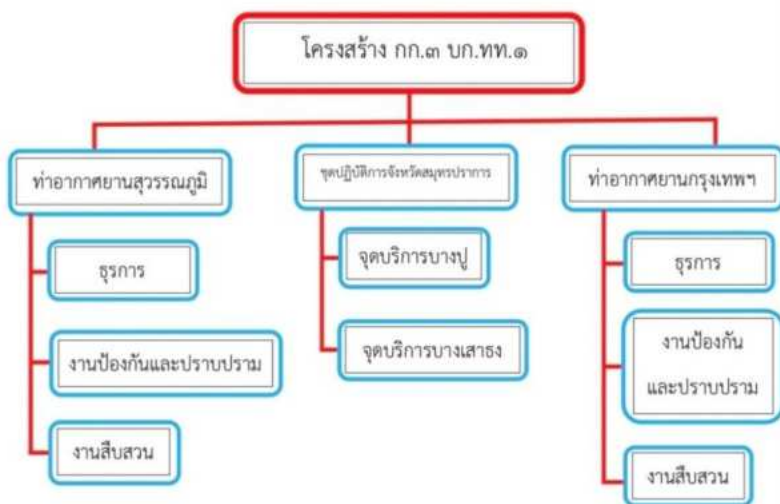 โครงสร้าง กก.๓ บก.ทท.๑
ท่าอากาศยานสุวรรณภูมิ
ธุรการ
งานป้องกันและปราบปราม
งานสืบสวน
ชุดปฏิบัติการจังหวัดสมุทรปราการ
จุดบริการบางปู
จุดบริการบางเสาธง
ท่าอากาศยานกรุงเทพฯ
ธุรการ
งานป้องกัน
และปราบปราม
งานสืบสวน